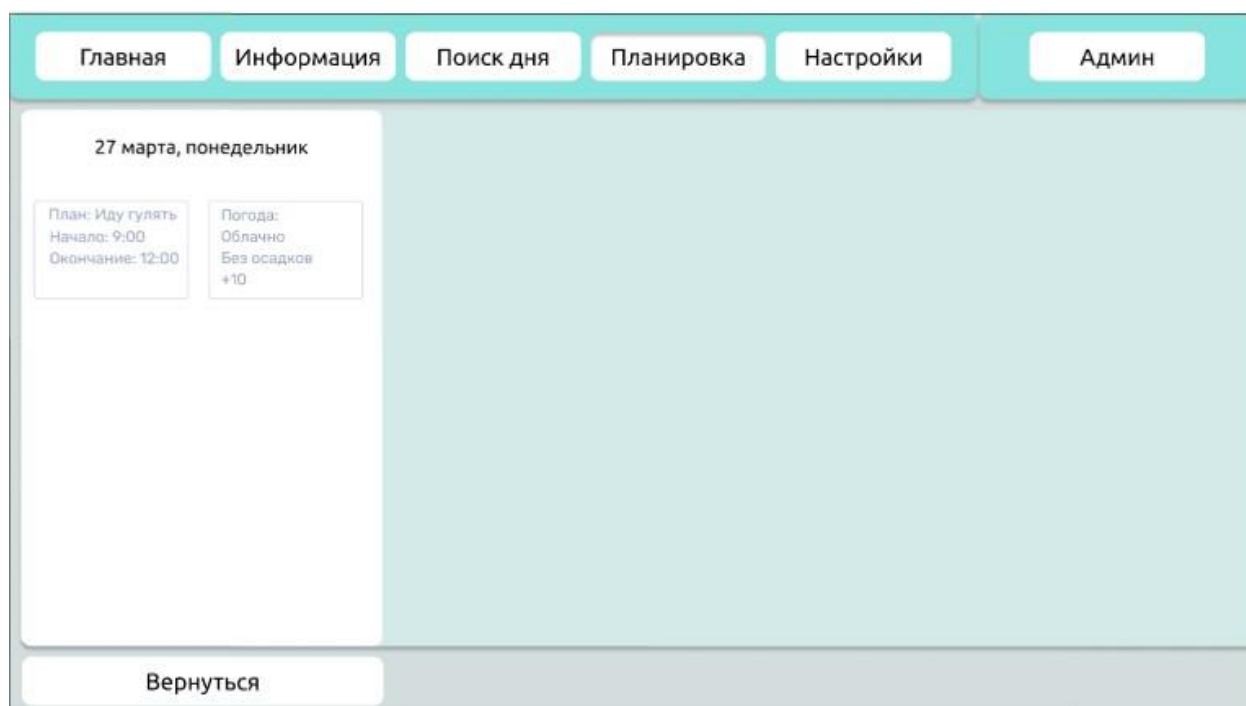 Главная
Информация
Поиск дня
Планировка
Настройки
Админ
27 марта, понедельник
План: Иду гулять
Начало: 9:00
Окончание: 12:00
Погода:
Облачно
Без осадков
+10
Вернуться